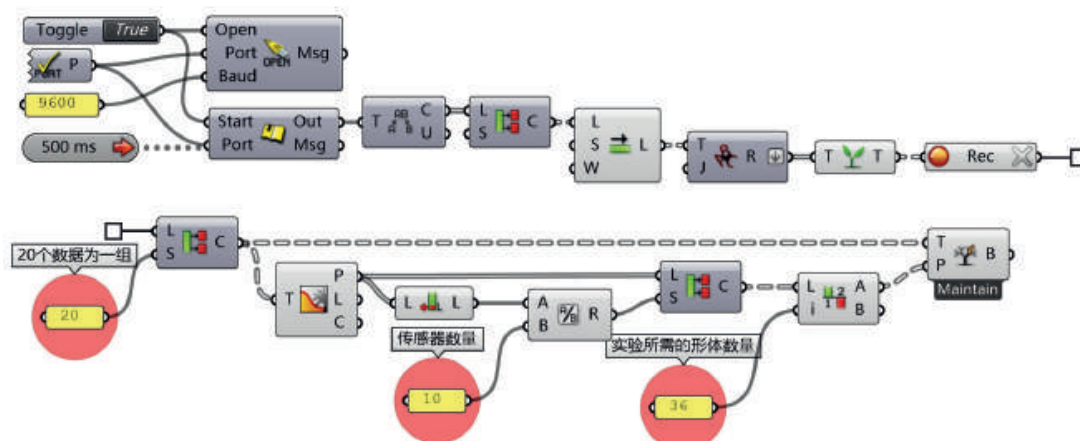 Toggle True
Open
Port
Baud
Msg
OPEN
PORT P
9600
500 ms
Start
Port
Out
Msg
T
C
U
L
S
C
L
S
W
L
T
J
R
T
T
Rec
L
S
C
20个数据为一组
20
T
P
L
C
L
L
传感器数量
10
A
B
A/B
R
L
S
C
实验所需的形体数量
36
L
i
A
B
T
P
B
Maintain